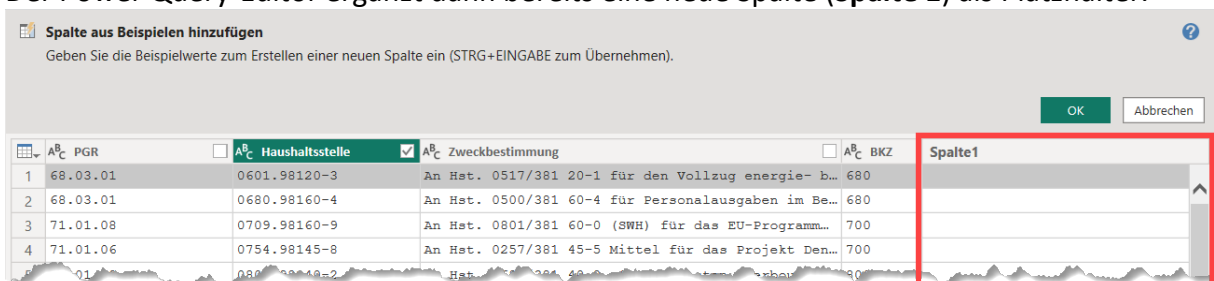 Spalte aus Beispielen hinzufügen
Geben Sie die Beispielwerte zum Erstellen einer neuen Spalte ein (STRG+EINGABE zum Übernehmen).
OK Abbrechen
ABC PGR ABC Haushaltsstelle ABC Zweckbestimmung ABC BKZ Spalte1
1 68.03.01 0601.98120-3 An Hst. 0517/381 20-1 für den Vollzug energie- b… 680
2 68.03.01 0680.98160-4 An Hst. 0500/381 60-4 für Personalausgaben im Be… 680
3 71.01.08 0709.98160-9 An Hst. 0801/381 60-0 (SWH) für das EU-Programm… 700
4 71.01.06 0754.98145-8 An Hst. 0257/381 45-5 Mittel für das Projekt Den… 700